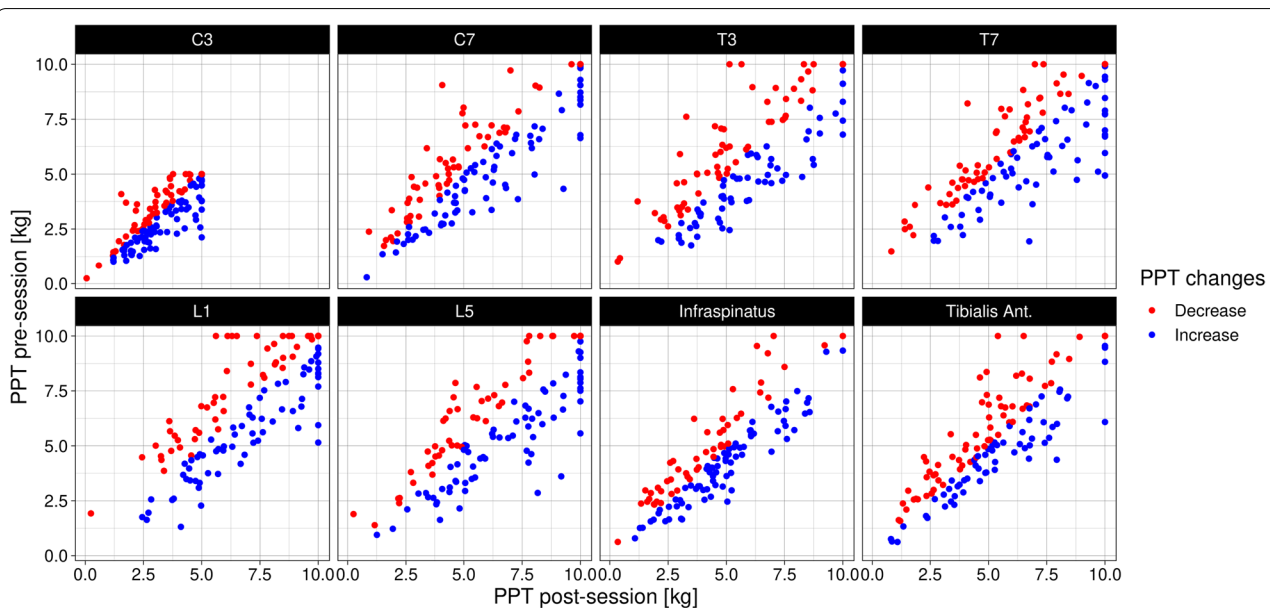 C3 C7 T3 T7
10.0
7.5
5.0
2.5
0.0
L1 L5 Infraspinatus Tibialis Ant.
10.0
7.5
5.0
2.5
0.0
0.0 2.5 5.0 7.5 10.0 0.0 2.5 5.0 7.5 10.0 0.0 2.5 5.0 7.5 10.0 0.0 2.5 5.0 7.5 10.0
PPT post-session [kg]
PPT pre-session [kg]
PPT changes
Decrease
Increase